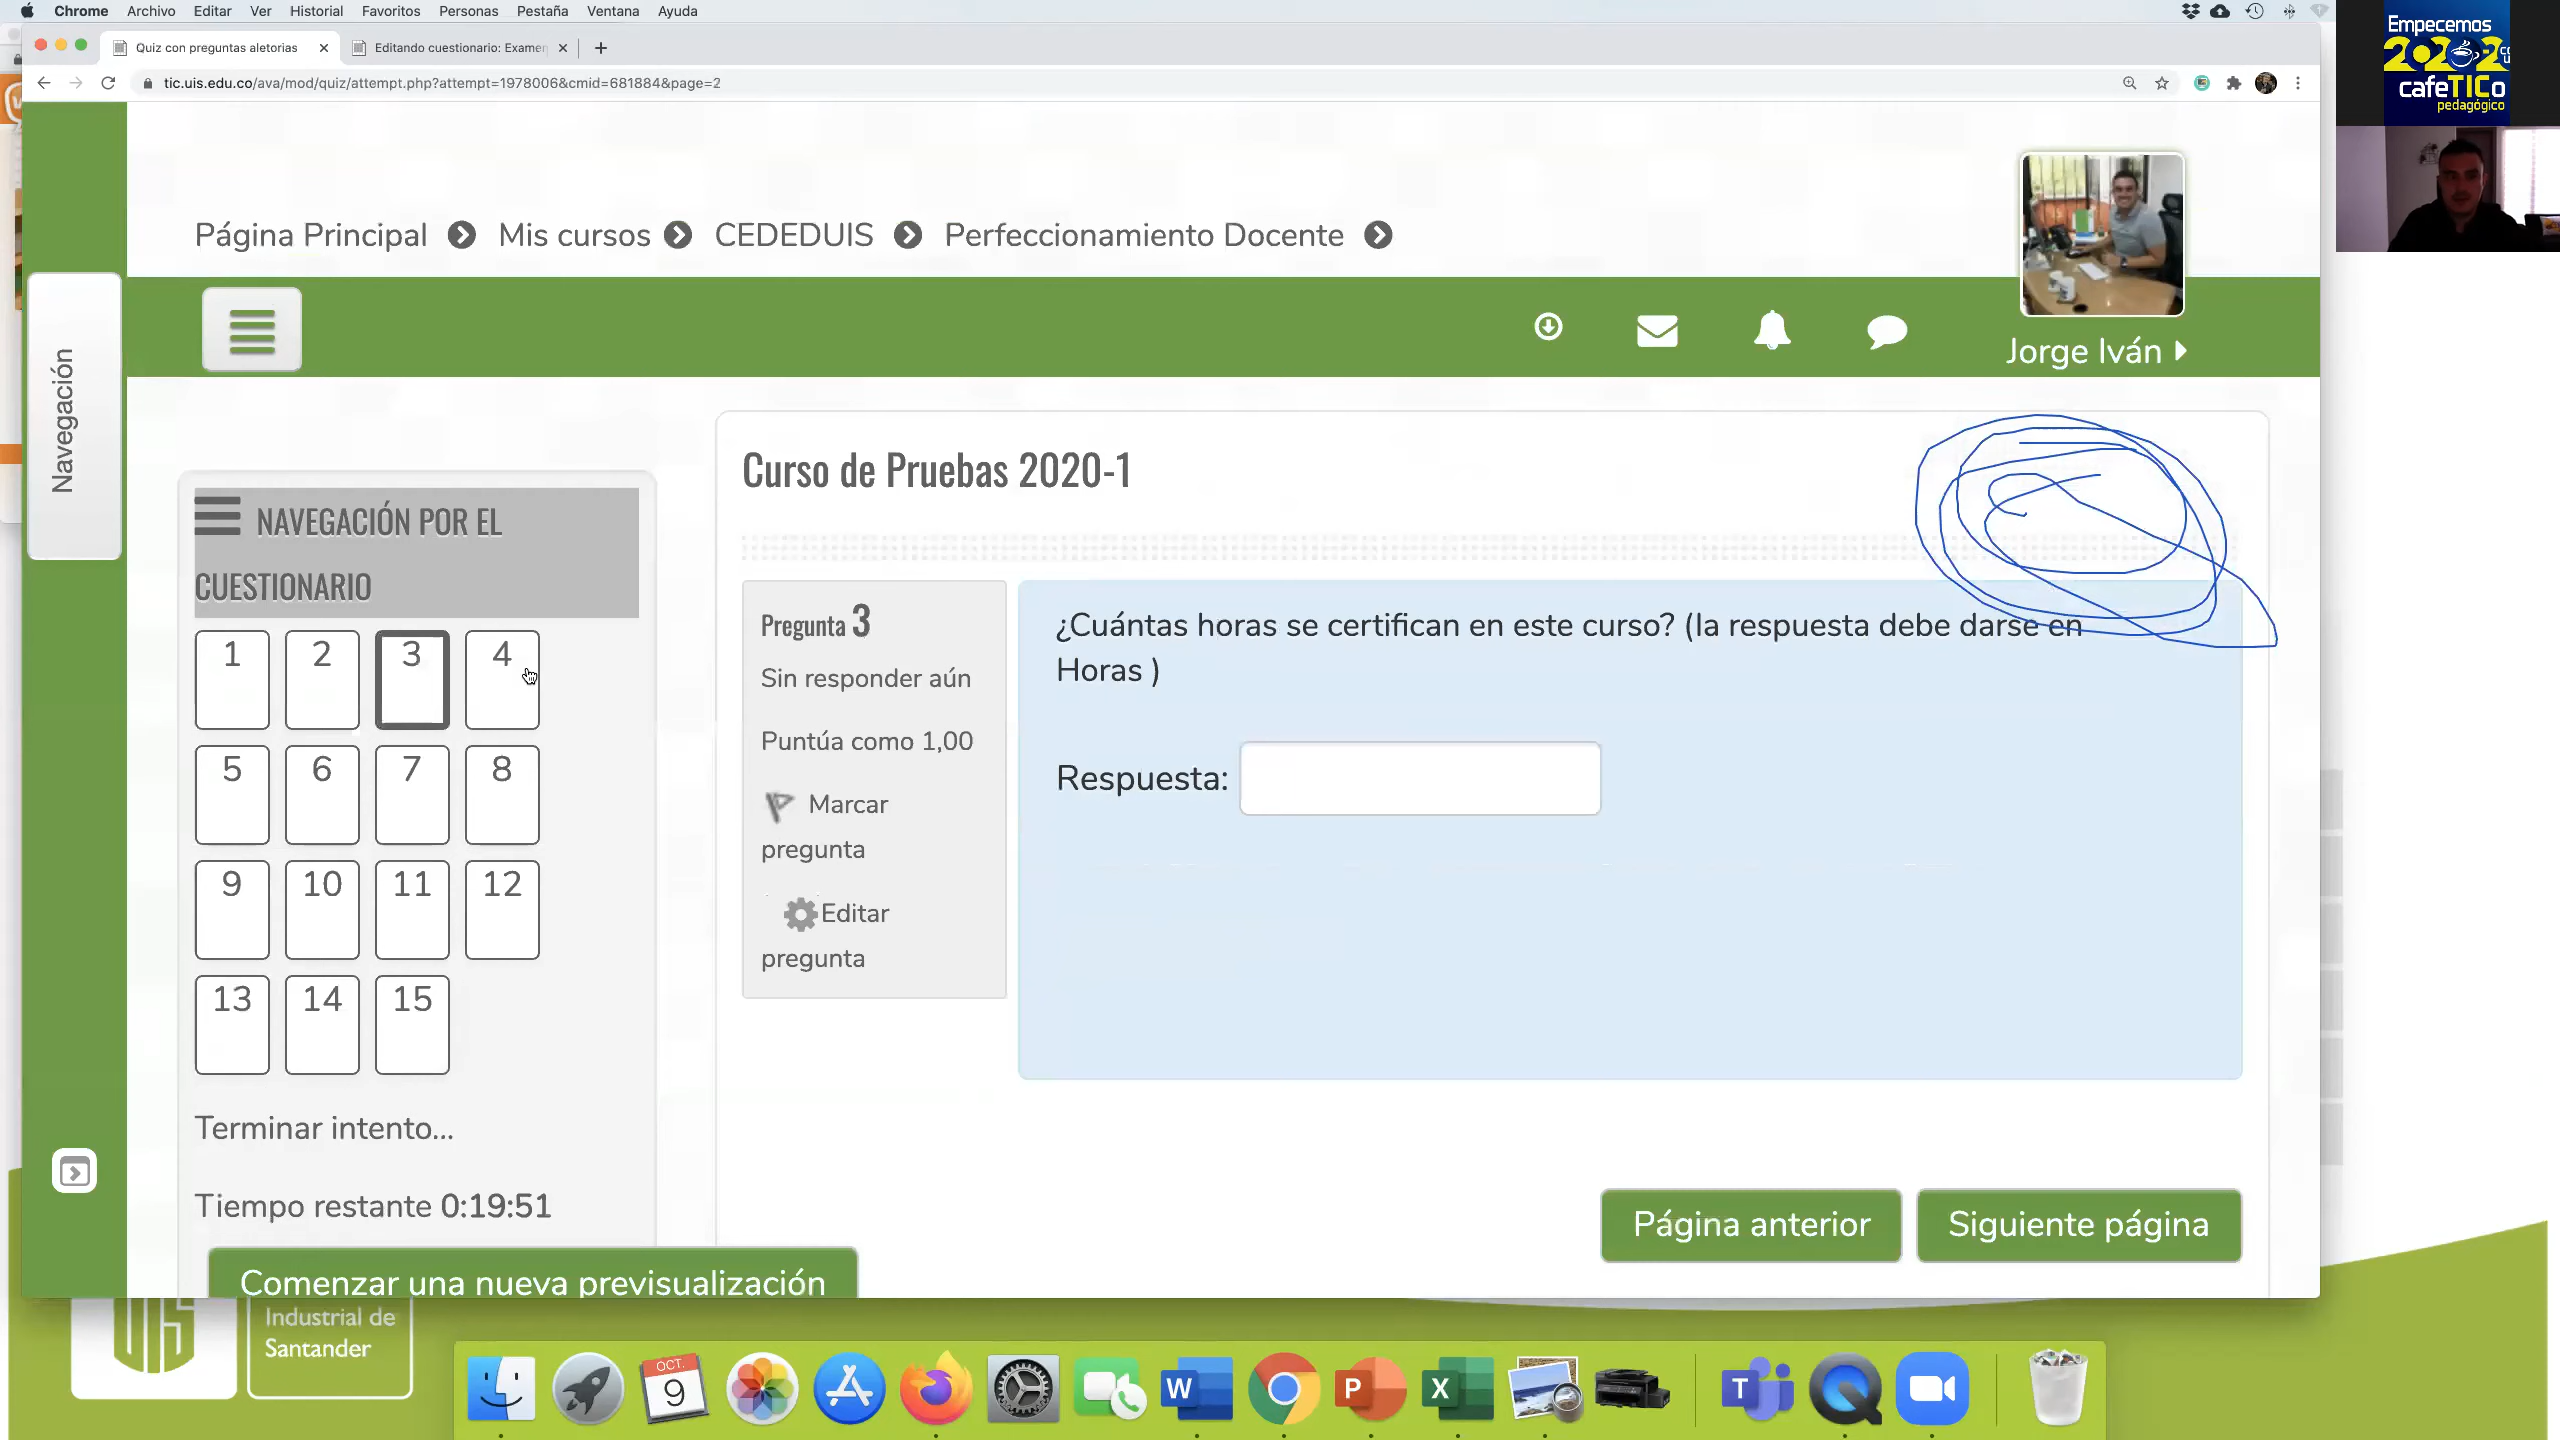 Chrome Archivo Editar Ver Historial Favoritos Personas Pestaña Ventana Ayuda
Quiz con preguntas aletorias
Editando cuestionario: Examen
tic.uis.edu.co/ava/mod/quiz/attempt.php?attempt=1978006&cmid=681884&page=2
Empecemos
2020-2
cafeTICo
pedagógico
Página Principal Mis cursos CEDEDUIS Perfeccionamiento Docente
Jorge Iván
Navegación
NAVEGACIÓN POR EL
CUESTIONARIO
1 2 3 4
5 6 7 8
9 10 11 12
13 14 15
Terminar intento...
Tiempo restante 0:19:51
Comenzar una nueva previsualización
Curso de Pruebas 2020-1
Pregunta 3
Sin responder aún
Puntúa como 1,00
Marcar
pregunta
Editar
pregunta
¿Cuántas horas se certifican en este curso? (la respuesta debe darse en
Horas )
Respuesta:
Página anterior
Siguiente página
UIS
Industrial de
Santander
OCT.
9
W
P
X
T